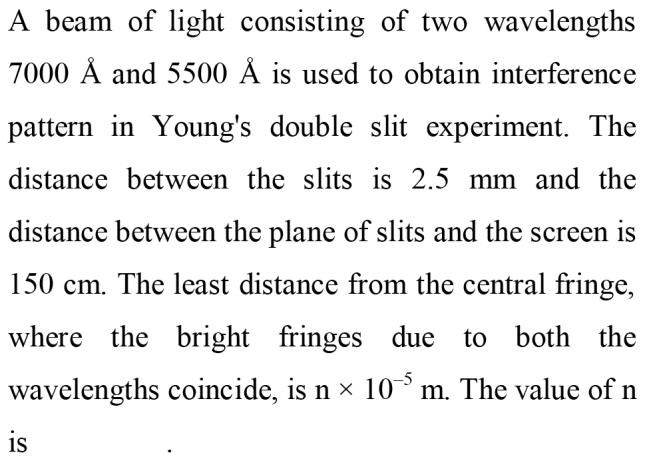 A beam of light consisting of two wavelengths
7000 Å and 5500 Å is used to obtain interference
pattern in Young's double slit experiment. The
distance between the slits is 2.5 mm and the
distance between the plane of slits and the screen is
150 cm. The least distance from the central fringe,
where the bright fringes due to both the
wavelengths coincide, is n × 10⁻⁵ m. The value of n
is .